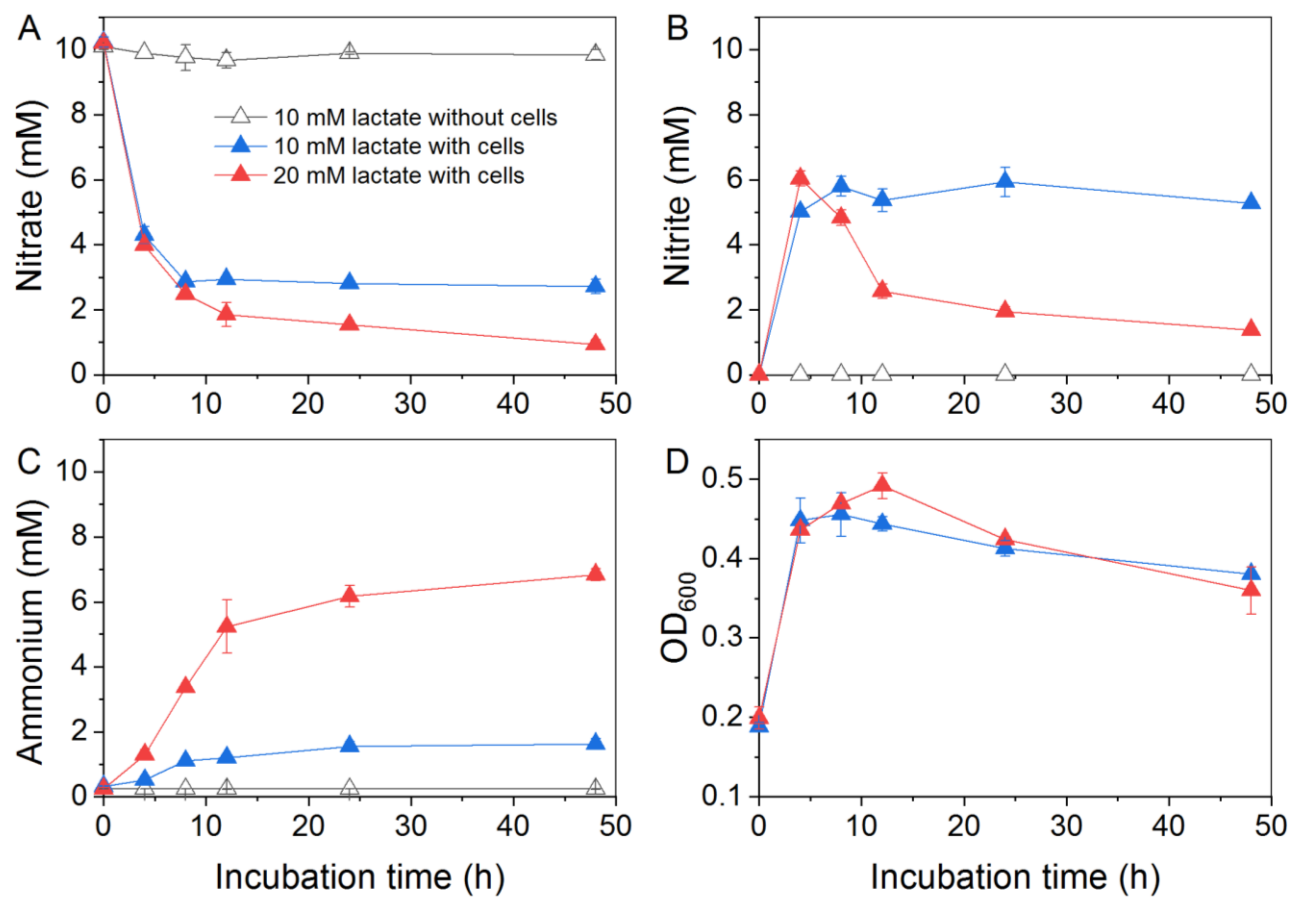 A
Nitrate (mM)
10
8
6
4
2
0
0 10 20 30 40 50
10 mM lactate without cells
10 mM lactate with cells
20 mM lactate with cells
B
Nitrite (mM)
10
8
6
4
2
0
0 10 20 30 40 50
C
Ammonium (mM)
10
8
6
4
2
0
0 10 20 30 40 50
Incubation time (h)
D
OD600
0.5
0.4
0.3
0.2
0.1
0 10 20 30 40 50
Incubation time (h)